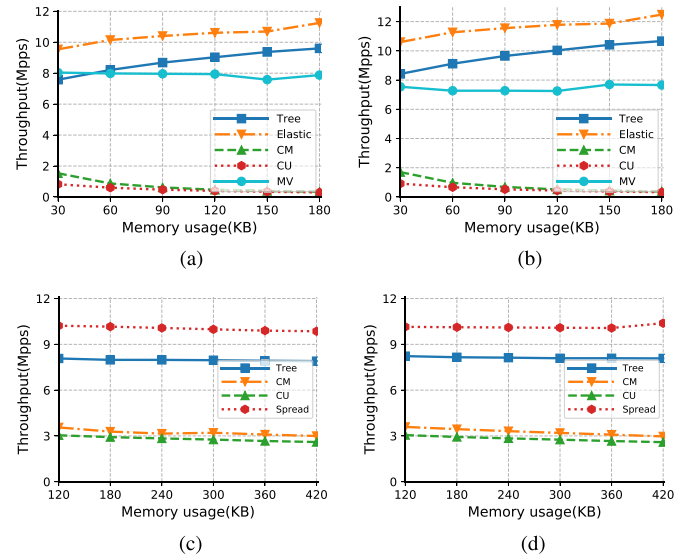 12
10
8
6
4
2
0
30
60
90
120
150
180
Throughput(Mpps)
Memory usage(KB)
Tree
Elastic
CM
CU
MV
(a)
12
10
8
6
4
2
0
30
60
90
120
150
180
Throughput(Mpps)
Memory usage(KB)
Tree
Elastic
CM
CU
MV
(b)
12
9
6
3
0
120
180
240
300
360
420
Throughput(Mpps)
Memory usage(KB)
Tree
CM
CU
Spread
(c)
12
9
6
3
0
120
180
240
300
360
420
Throughput(Mpps)
Memory usage(KB)
Tree
CM
CU
Spread
(d)